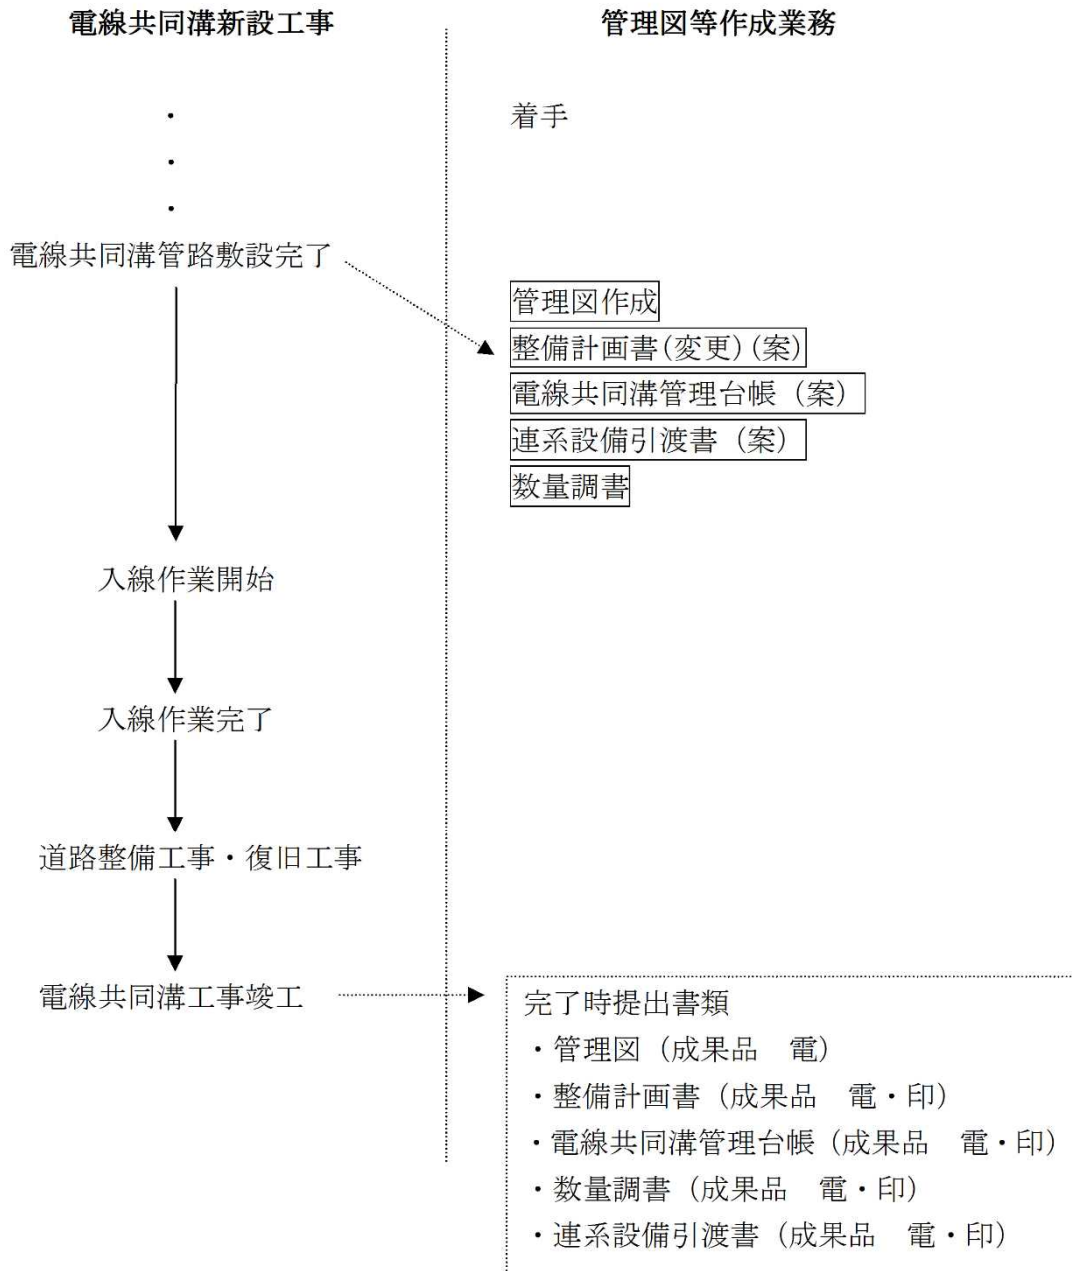 電線共同溝新設工事
管理図等作成業務
・
・
・
着手
電線共同溝管路敷設完了
管理図作成
整備計画書(変更)(案)
電線共同溝管理台帳（案）
連系設備引渡書（案）
数量調書
入線作業開始
入線作業完了
道路整備工事・復旧工事
電線共同溝工事竣工
完了時提出書類
・管理図（成果品　電）
・整備計画書（成果品　電・印）
・電線共同溝管理台帳（成果品　電・印）
・数量調書（成果品　電・印）
・連系設備引渡書（成果品　電・印）